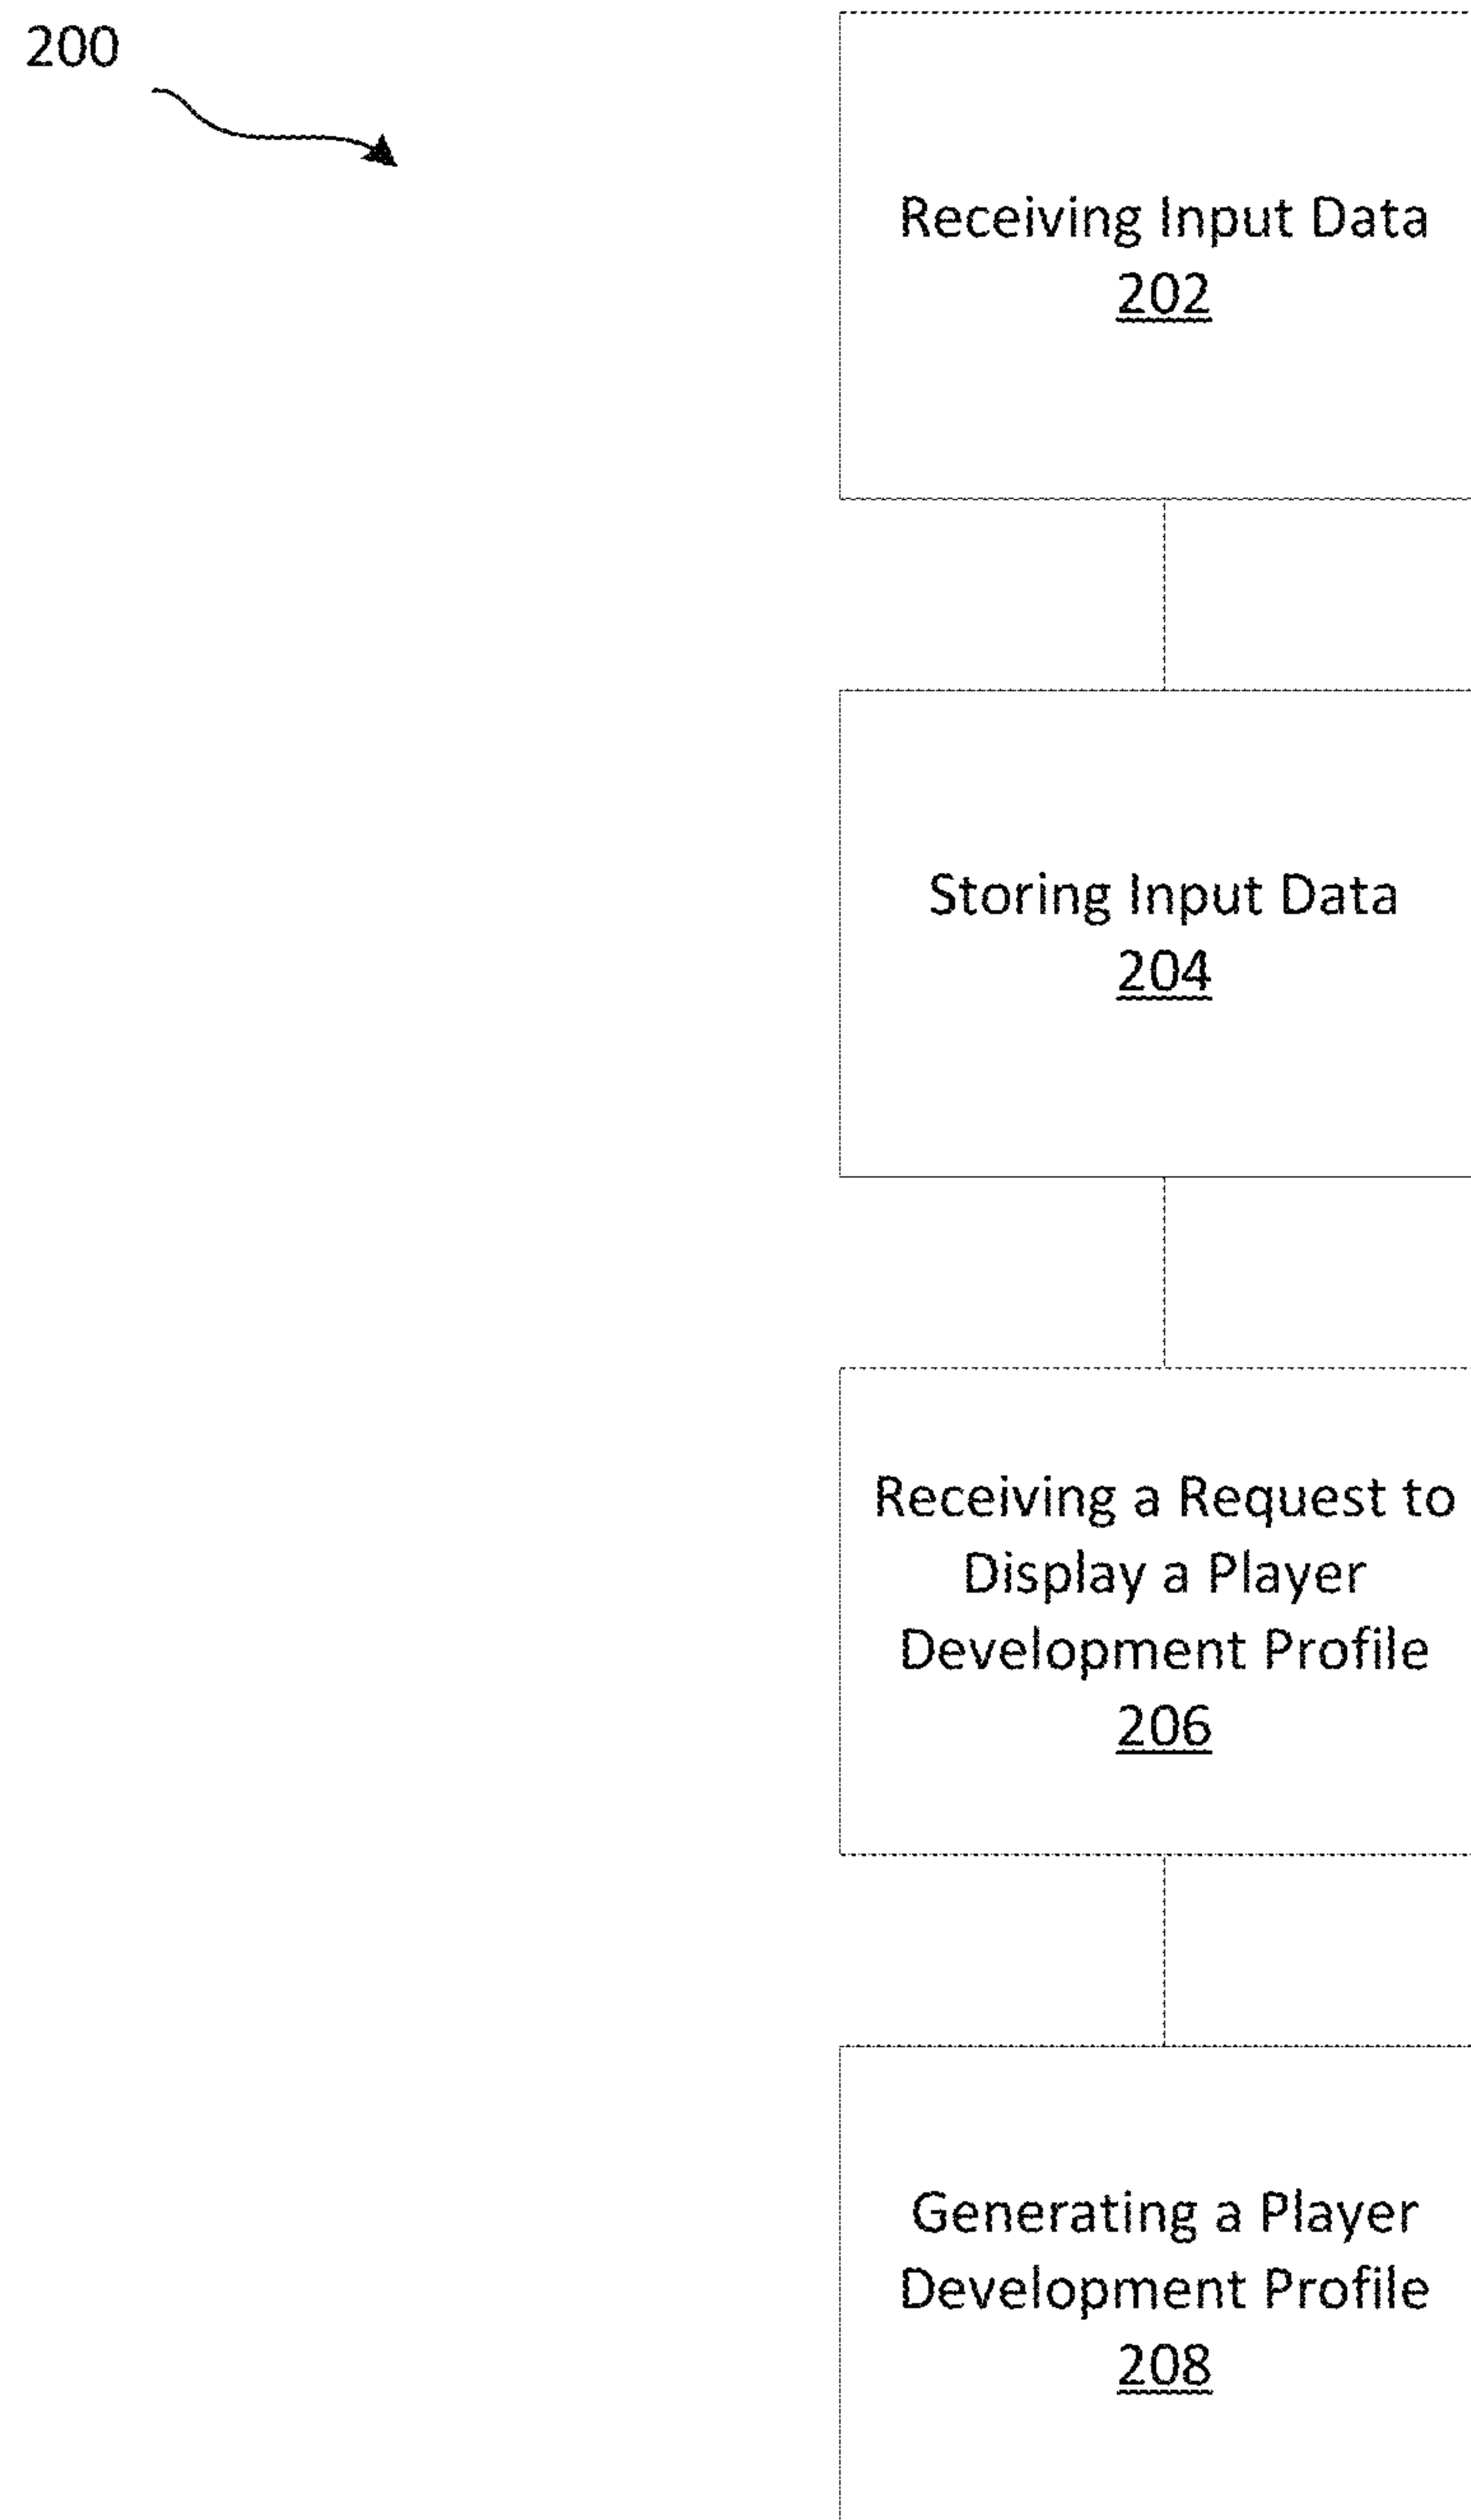 200
Receiving Input Data
202
Storing Input Data
204
Receiving a Request to
Display a Player
Development Profile
206
Generating a Player
Development Profile
208